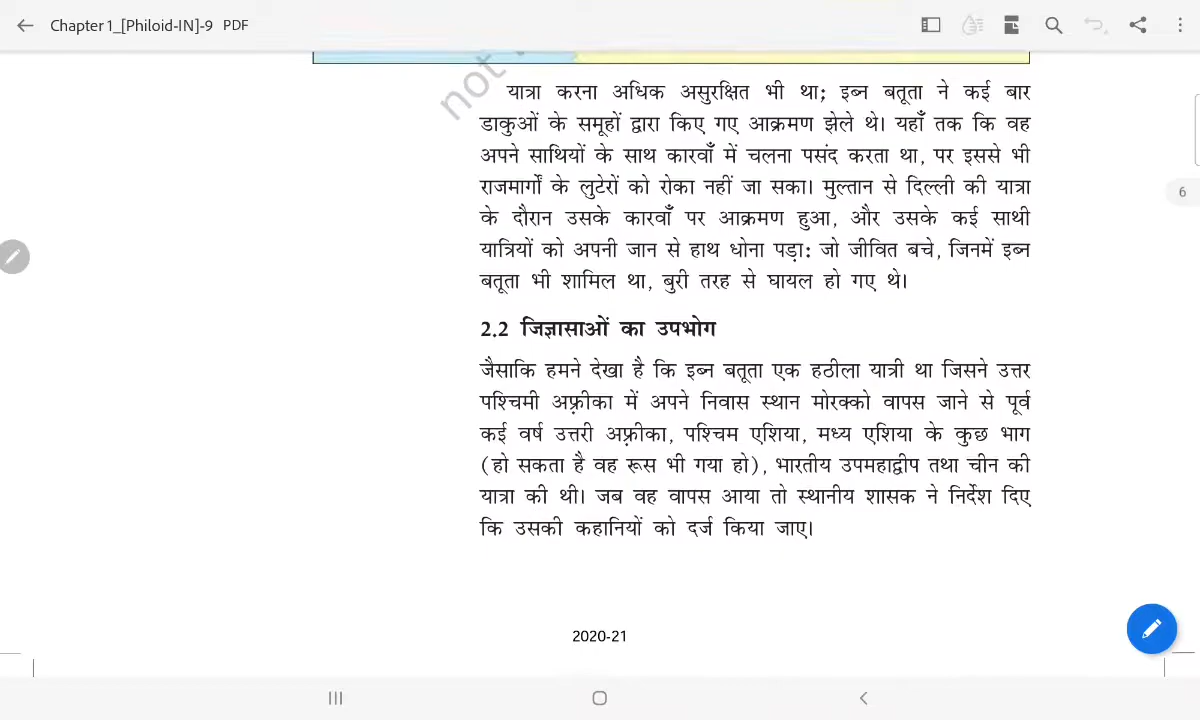 Chapter 1_[Philoid-IN]-9 PDF
not
यात्रा करना अधिक असुरक्षित भी था; इब्न बतूता ने कई बार
डाकुओं के समूहों द्वारा किए गए आक्रमण झेले थे। यहाँ तक कि वह
अपने साथियों के साथ कारवाँ में चलना पसंद करता था, पर इससे भी
राजमार्गों के लुटेरों को रोका नहीं जा सका। मुल्तान से दिल्ली की यात्रा
के दौरान उसके कारवाँ पर आक्रमण हुआ, और उसके कई साथी
यात्रियों को अपनी जान से हाथ धोना पड़ा: जो जीवित बचे, जिनमें इब्न
बतूता भी शामिल था, बुरी तरह से घायल हो गए थे।
6
2.2 जिज्ञासाओं का उपभोग
जैसाकि हमने देखा है कि इब्न बतूता एक हठीला यात्री था जिसने उत्तर
पश्चिमी अफ़्रीका में अपने निवास स्थान मोरक्को वापस जाने से पूर्व
कई वर्ष उत्तरी अफ़्रीका, पश्चिम एशिया, मध्य एशिया के कुछ भाग
(हो सकता है वह रूस भी गया हो), भारतीय उपमहाद्वीप तथा चीन की
यात्रा की थी। जब वह वापस आया तो स्थानीय शासक ने निर्देश दिए
कि उसकी कहानियों को दर्ज किया जाए।
2020-21